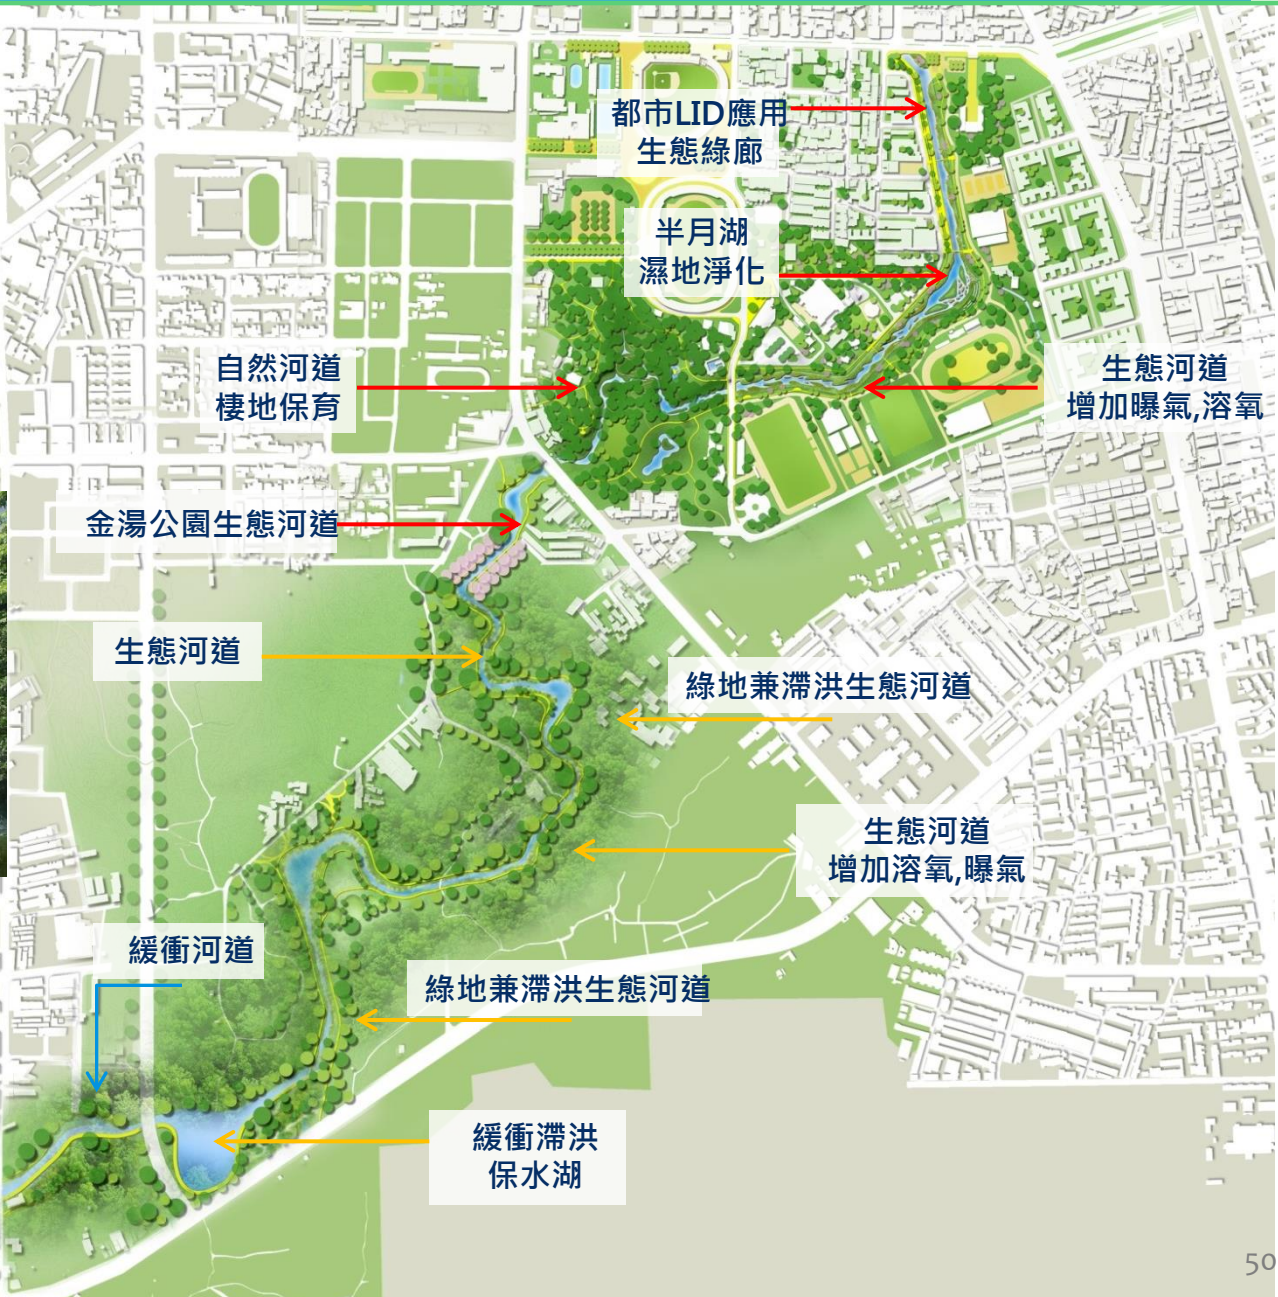 都市LID應用
生態綠廊
半月湖
濕地淨化
自然河道
棲地保育
生態河道
增加曝氣,溶氧
金湯公園生態河道
生態河道
綠地兼滯洪生態河道
生態河道
增加溶氧,曝氣
緩衝河道
綠地兼滯洪生態河道
緩衝滯洪
保水湖
50